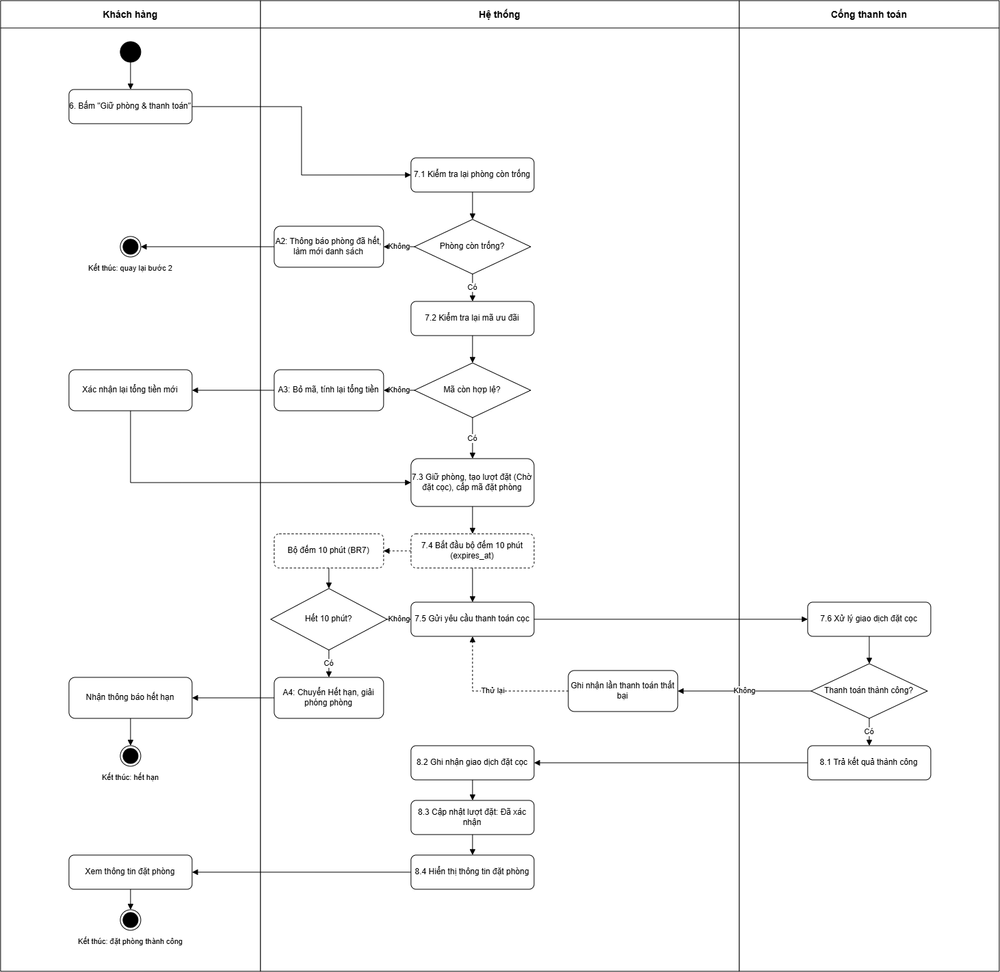 Khách hàng
Hệ thống
Cổng thanh toán
6. Bấm "Giữ phòng & thanh toán"
7.1 Kiểm tra lại phòng còn trống
Phòng còn trống?
Không
A2: Thông báo phòng đã hết,
làm mới danh sách
Kết thúc: quay lại bước 2
Có
7.2 Kiểm tra lại mã ưu đãi
Mã còn hợp lệ?
Không
A3: Bỏ mã, tính lại tổng tiền
Xác nhận lại tổng tiền mới
Có
7.3 Giữ phòng, tạo lượt đặt (Chờ
đặt cọc), cấp mã đặt phòng
7.4 Bắt đầu bộ đếm 10 phút
(expires_at)
Bộ đếm 10 phút (BR7)
Hết 10 phút?
Không
7.5 Gửi yêu cầu thanh toán cọc
7.6 Xử lý giao dịch đặt cọc
Có
A4: Chuyển Hết hạn, giải
phóng phòng
Nhận thông báo hết hạn
Kết thúc: hết hạn
Thử lại
Ghi nhận lần thanh toán thất
bại
Không
Thanh toán thành công?
Có
8.1 Trả kết quả thành công
8.2 Ghi nhận giao dịch đặt cọc
8.3 Cập nhật lượt đặt: Đã xác
nhận
8.4 Hiển thị thông tin đặt phòng
Xem thông tin đặt phòng
Kết thúc: đặt phòng thành công